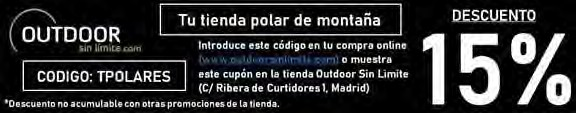 OUTDOOR
sin limite.com
CODIGO: TPOLARES
Tu tienda polar de montaña
Introduce este código en tu compra online
(www.outdoorsinlimite.com) o muestra
este cupón en la tienda Outdoor Sin Limite
(C/ Ribera de Curtidores 1, Madrid)
DESCUENTO
15%
*Descuento no acumulable con otras promociones de la tienda.